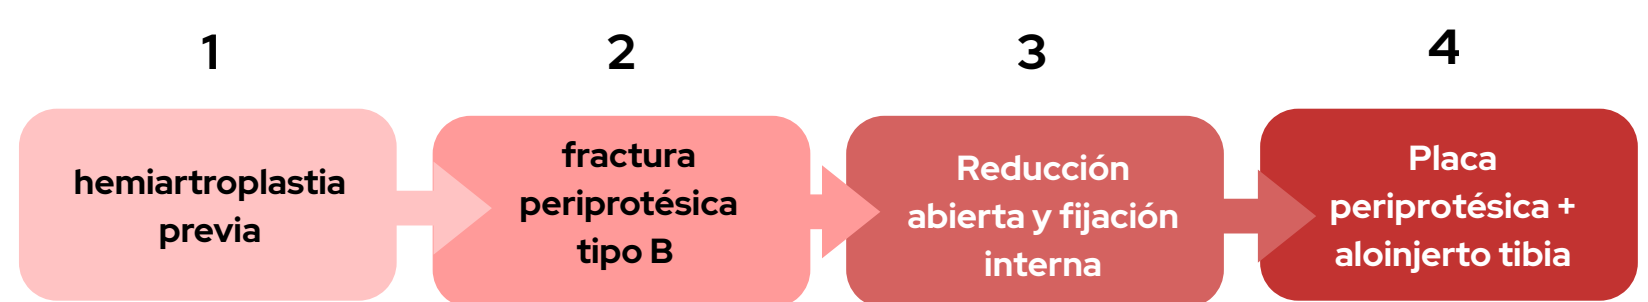 1
hemiartroplastia
previa
2
fractura
periprotésica
tipo B
3
Reducción
abierta y fijación
interna
4
Placa
periprotésica +
aloinjerto tibia